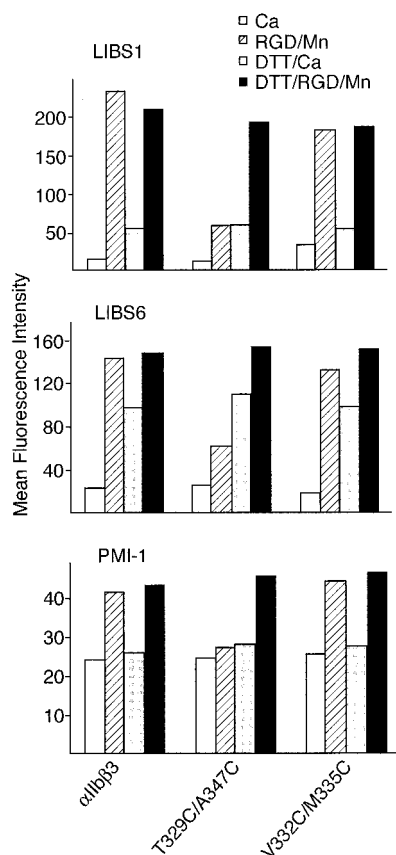 LIBS1
Ca
RGD/Mn
DTT/Ca
DTT/RGD/Mn
200
150
100
50
LIBS6
160
120
80
40
PMI-1
40
30
20
10
Mean Fluorescence Intensity
αIIbβ3
T329C/A347C
V332C/M335C